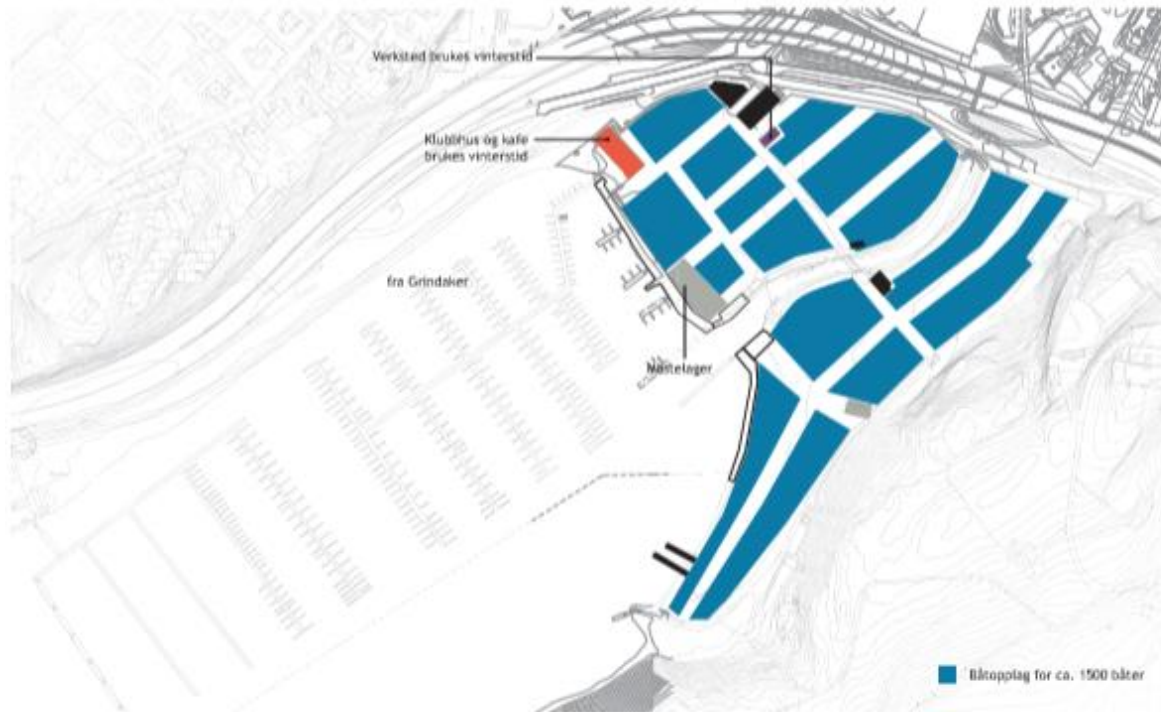 Verksted brukes vinterstid
Klubbhus og kafe
brukes vinterstid
fra Grindaker
Mastelager
Båtopplag for ca. 1500 båter